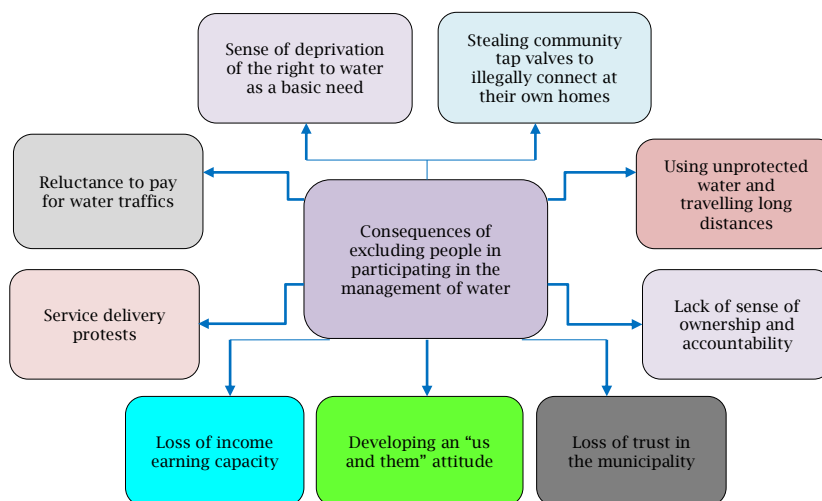 Sense of deprivation
of the right to water
as a basic need
Stealing community
tap valves to
illegally connect at
their own homes
Reluctance to pay
for water traffics
Consequences of
excluding people in
participating in the
management of water
Using unprotected
water and
travelling long
distances
Service delivery
protests
Lack of sense of
ownership and
accountability
Loss of income
earning capacity
Developing an “us
and them” attitude
Loss of trust in
the municipality